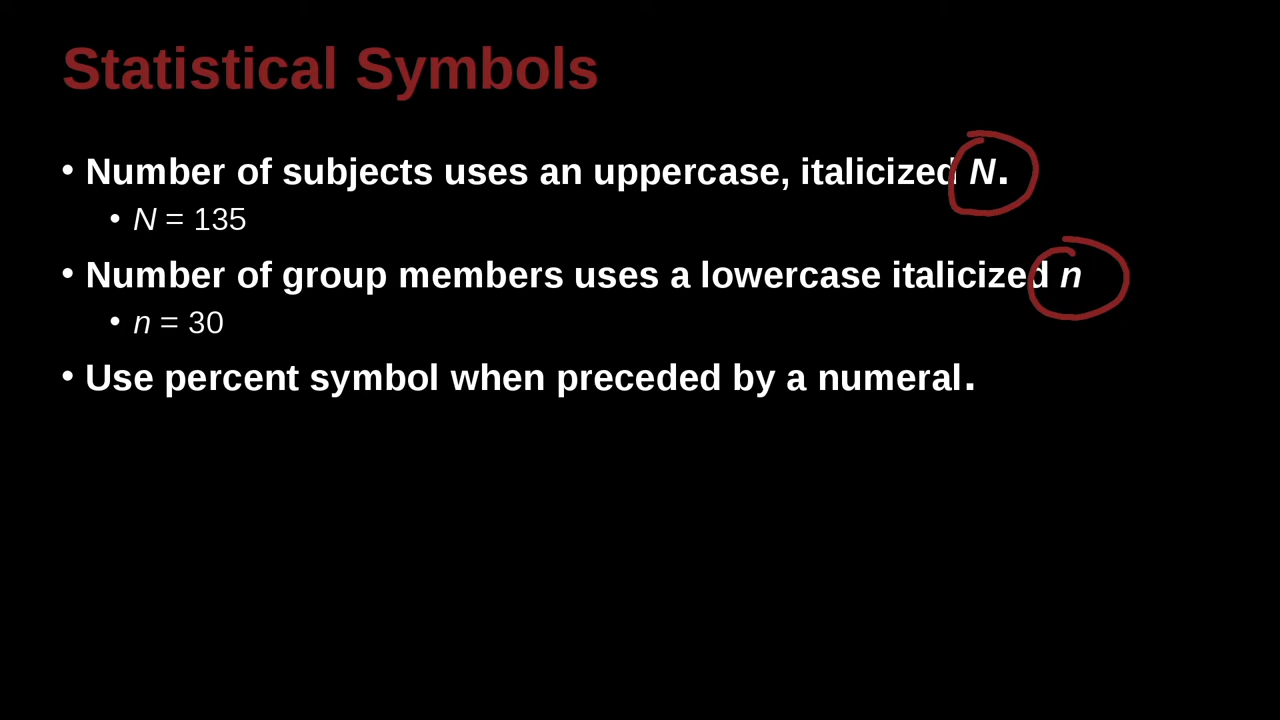 Statistical Symbols
• Number of subjects uses an uppercase, italicized N.
• N = 135
• Number of group members uses a lowercase italicized n
• n = 30
• Use percent symbol when preceded by a numeral.